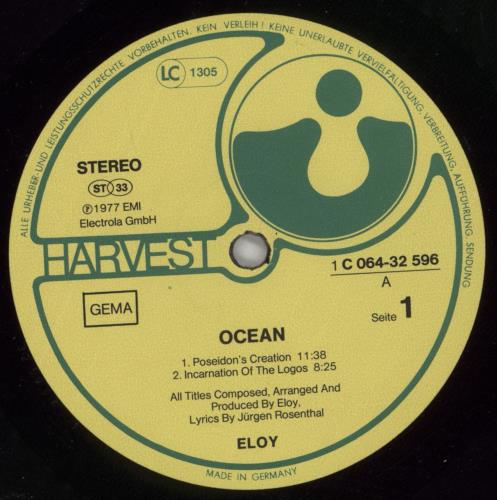 ALLE URHEBER- UND LEISTUNGSSCHUTZRECHTE VORBEHALTEN. KEIN VERLEIH! KEINE UNERLAUBTE VERVIELFÄLTIGUNG, VERBREITUNG, AUFFÜHRUNG, SENDUNG
LC 1305
STEREO
ST 33
℗ 1977 EMI
Electrola GmbH
HARVEST
1 C 064-32 596
A
Seite 1
GEMA
OCEAN
1. Poseidon's Creation 11:38
2. Incarnation Of The Logos 8:25
All Titles Composed, Arranged And
Produced By Eloy,
Lyrics By Jürgen Rosenthal
ELOY
MADE IN GERMANY